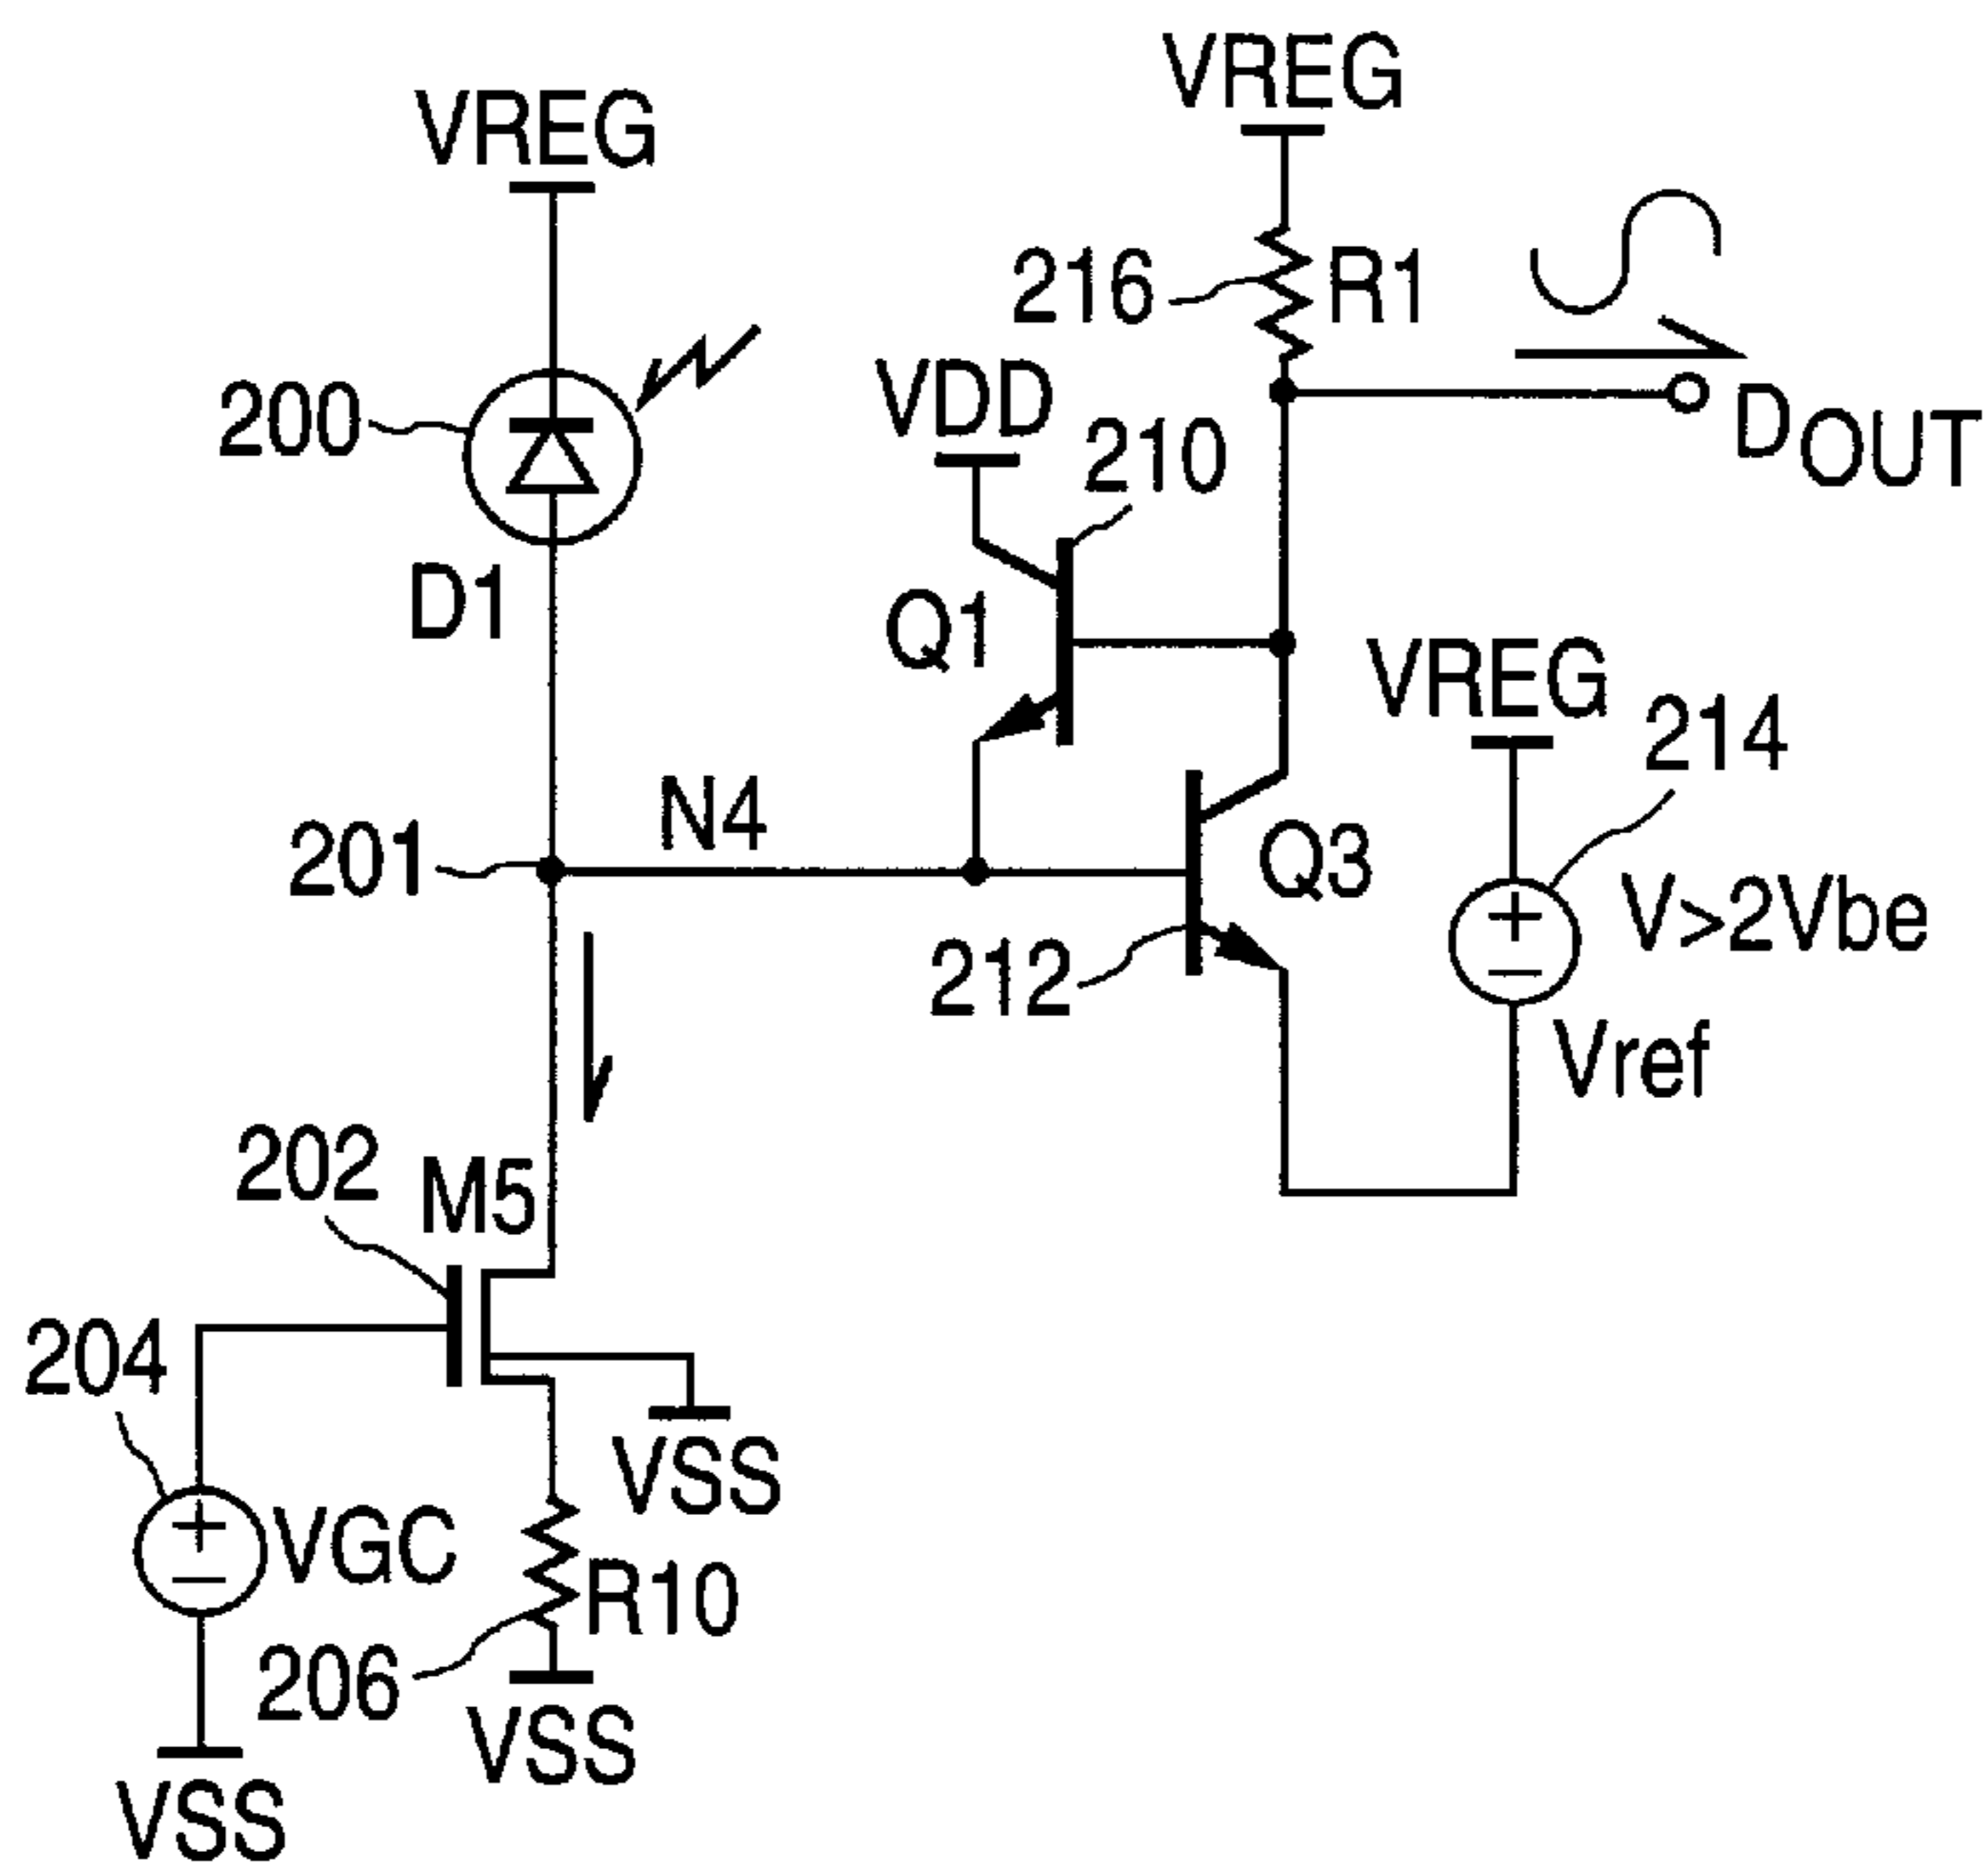 VREG
VREG
216
R1
200
VDD
210
D_OUT
D1
Q1
VREG
214
N4
201
Q3
V>2Vbe
212
Vref
202
M5
204
VSS
VGC
R10
206
VSS
VSS